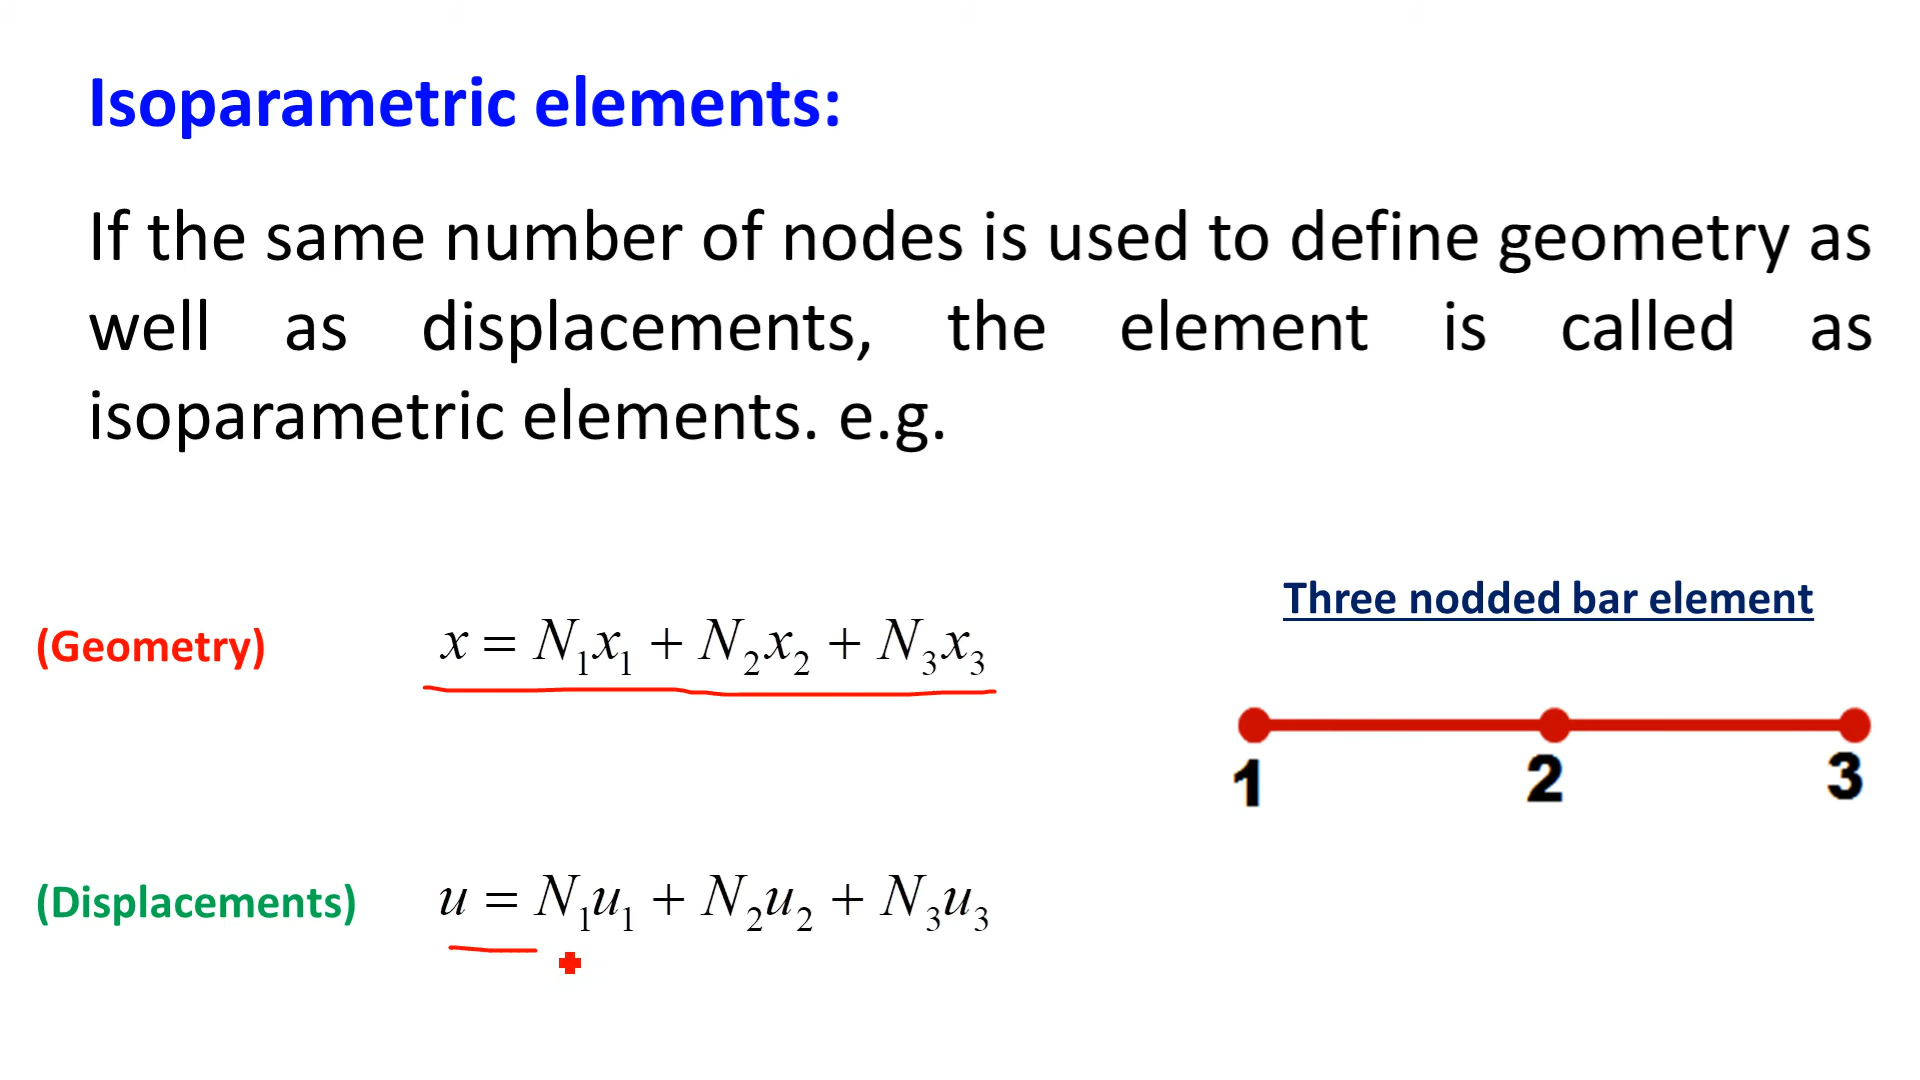 Isoparametric elements:
If the same number of nodes is used to define geometry as
well as displacements, the element is called as
isoparametric elements. e.g.
Three nodded bar element
(Geometry) x = N₁x₁ + N₂x₂ + N₃x₃
1 2 3
(Displacements) u = N₁u₁ + N₂u₂ + N₃u₃